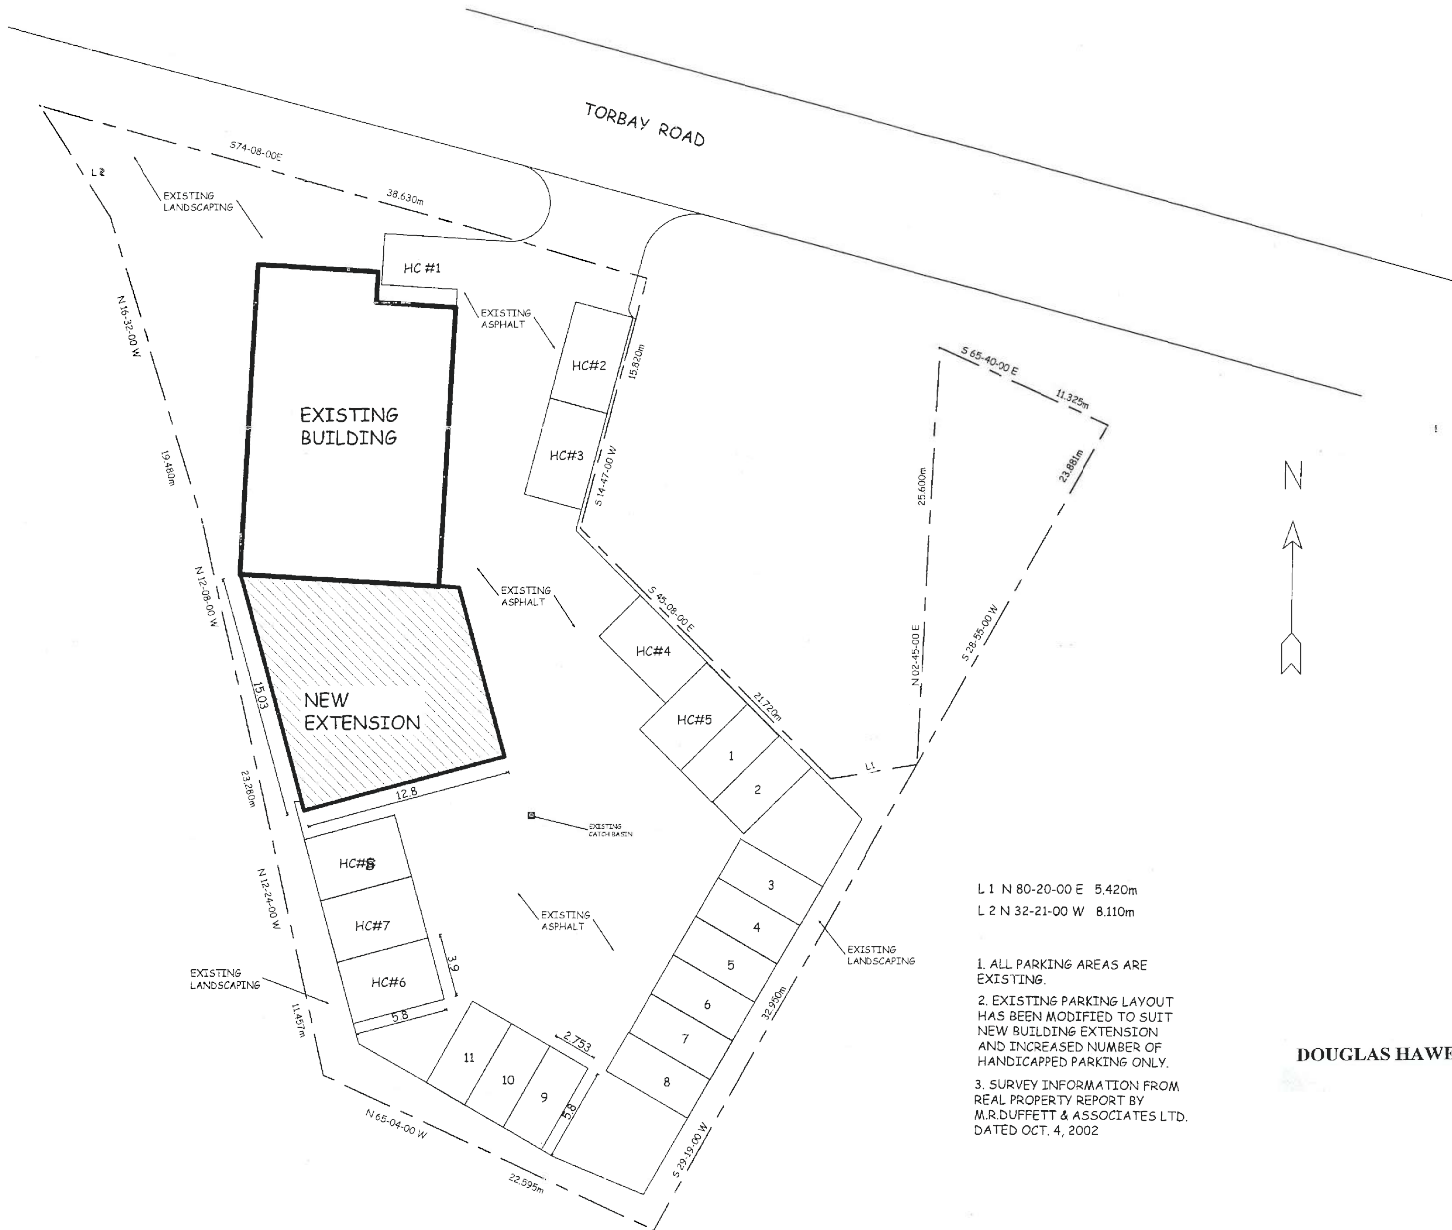 TORBAY ROAD
S74-08-00E
38.630m
L 2
EXISTING
LANDSCAPING
HC #1
EXISTING
ASPHALT
N 16-32-00 W
HC#2
15.820m
S 65-40-00 E
11.325m
EXISTING
BUILDING
HC#3
S 14-47-00 W
19.480m
25.600m
23.881m
N
N 12-08-00 W
EXISTING
ASPHALT
S 45-08-00 E
HC#4
N 02-45-00 E
S 28-55-00 W
15.03
NEW
EXTENSION
HC#5
21.720m
1
L1
2
23.280m
12.8
EXISTING
CATCHBASIN
HC#8
3
N 12-24-00 W
HC#7
EXISTING
ASPHALT
4
EXISTING
LANDSCAPING
5
3.9
EXISTING
LANDSCAPING
HC#6
6
32.950m
11.457m
5.8
7
2.753
11
10
9
8
5.8
N 65-04-00 W
S 29-19-00 W
22.595m
L 1 N 80-20-00 E 5.420m
L 2 N 32-21-00 W 8.110m
1. ALL PARKING AREAS ARE
EXISTING.
2. EXISTING PARKING LAYOUT
HAS BEEN MODIFIED TO SUIT
NEW BUILDING EXTENSION
AND INCREASED NUMBER OF
HANDICAPPED PARKING ONLY.
3. SURVEY INFORMATION FROM
REAL PROPERTY REPORT BY
M.R.DUFFETT & ASSOCIATES LTD.
DATED OCT. 4, 2002
DOUGLAS